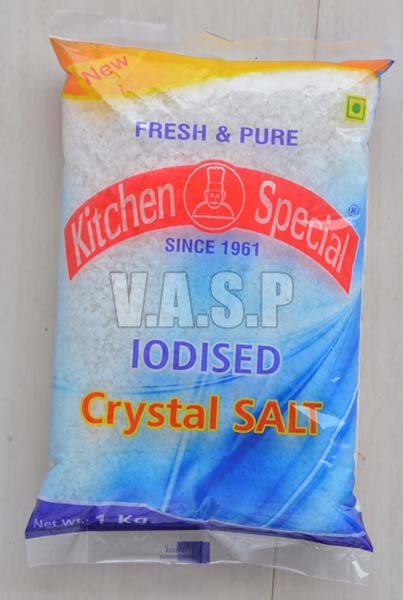 New
FRESH & PURE
Kitchen Special ®
SINCE 1961
V.A.S.P
IODISED
Crystal SALT
Net Wt.: 1 Kg.